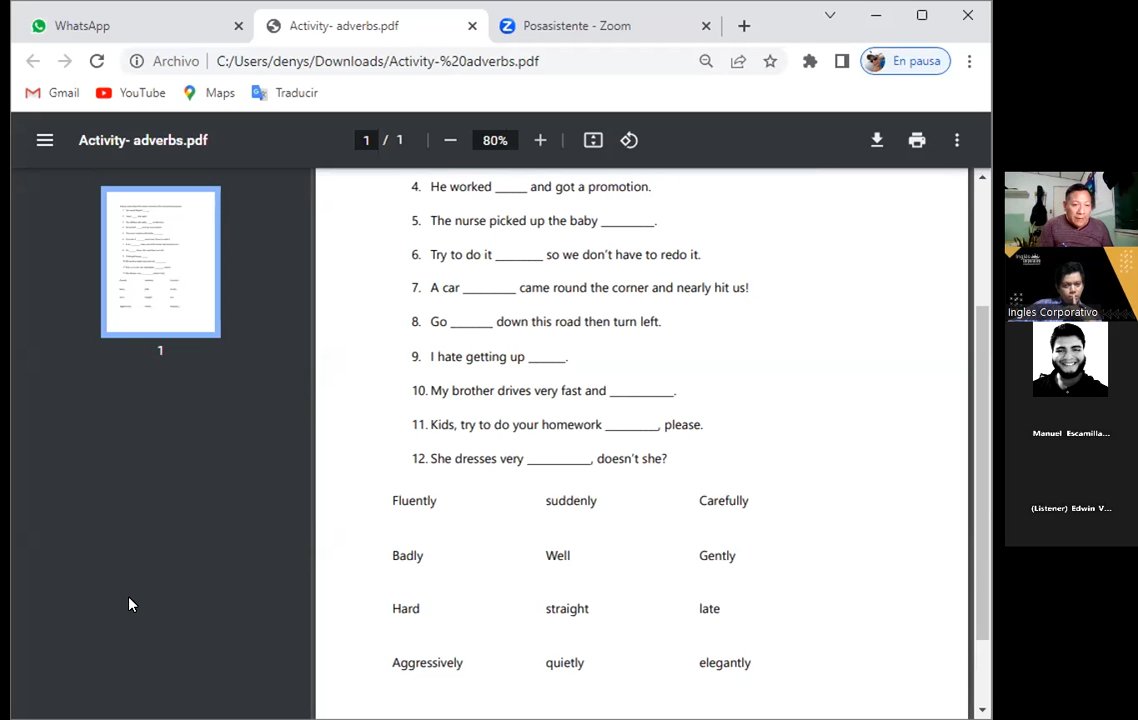 WhatsApp
Activity- adverbs.pdf
Posasistente - Zoom
Archivo C:/Users/denys/Downloads/Activity-%20adverbs.pdf
En pausa
Gmail YouTube Maps Traducir
Activity- adverbs.pdf
1 / 1
80%
4. He worked _____ and got a promotion.
5. The nurse picked up the baby ________.
6. Try to do it _______ so we don't have to redo it.
7. A car ________ came round the corner and nearly hit us!
8. Go ______ down this road then turn left.
9. I hate getting up ______.
10. My brother drives very fast and __________.
11. Kids, try to do your homework ________, please.
12. She dresses very __________, doesn't she?
Fluently suddenly Carefully
Badly Well Gently
Hard straight late
Aggressively quietly elegantly
1
Ingles Corporativo
Manuel Escamilla...
(Listener) Edwin V...